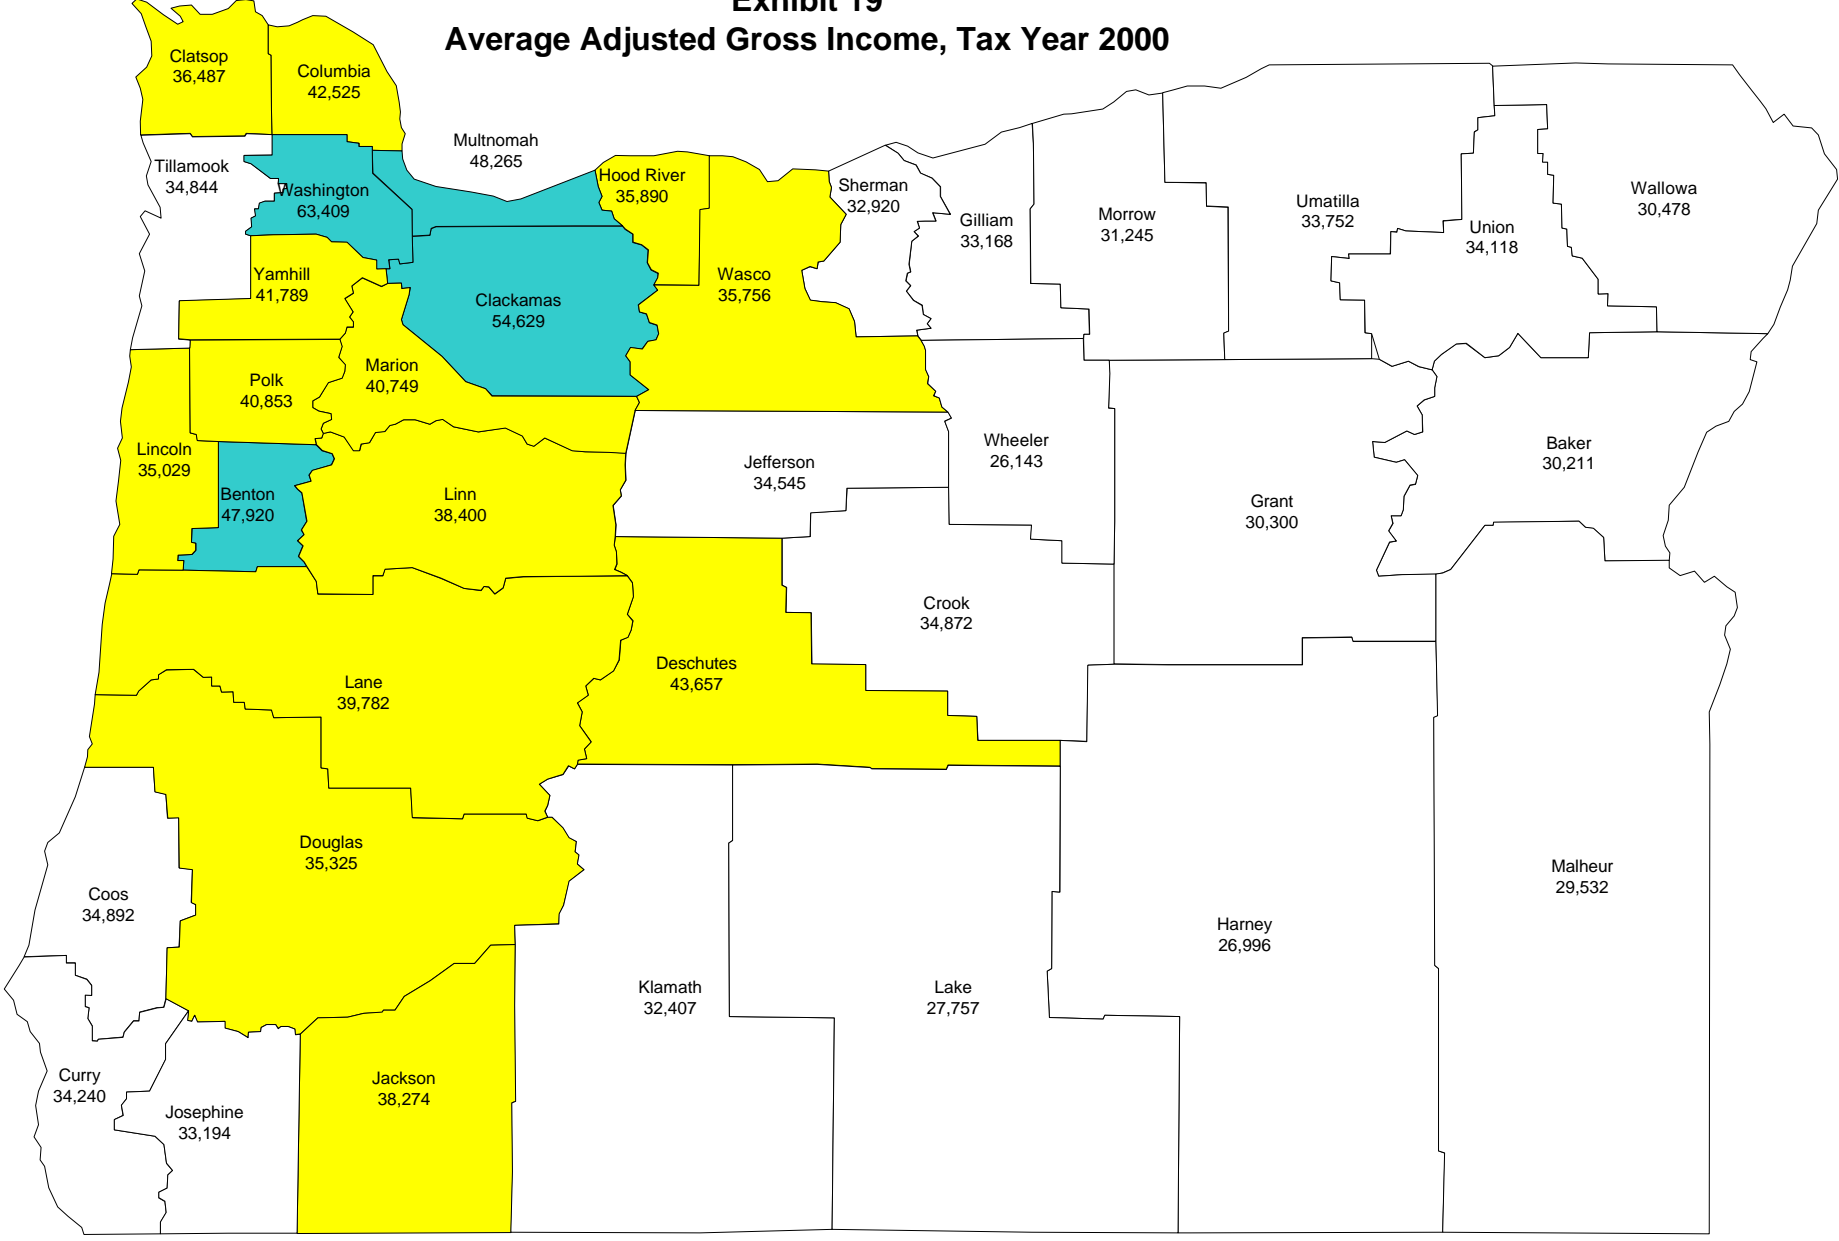 Exhibit 19
Average Adjusted Gross Income, Tax Year 2000
Clatsop
36,487
Columbia
42,525
Multnomah
48,265
Tillamook
34,844
Washington
63,409
Hood River
35,890
Sherman
32,920
Gilliam
33,168
Morrow
31,245
Umatilla
33,752
Union
34,118
Wallowa
30,478
Yamhill
41,789
Clackamas
54,629
Wasco
35,756
Polk
40,853
Marion
40,749
Lincoln
35,029
Benton
47,920
Linn
38,400
Jefferson
34,545
Wheeler
26,143
Grant
30,300
Baker
30,211
Crook
34,872
Deschutes
43,657
Lane
39,782
Douglas
35,325
Coos
34,892
Malheur
29,532
Harney
26,996
Klamath
32,407
Lake
27,757
Curry
34,240
Josephine
33,194
Jackson
38,274